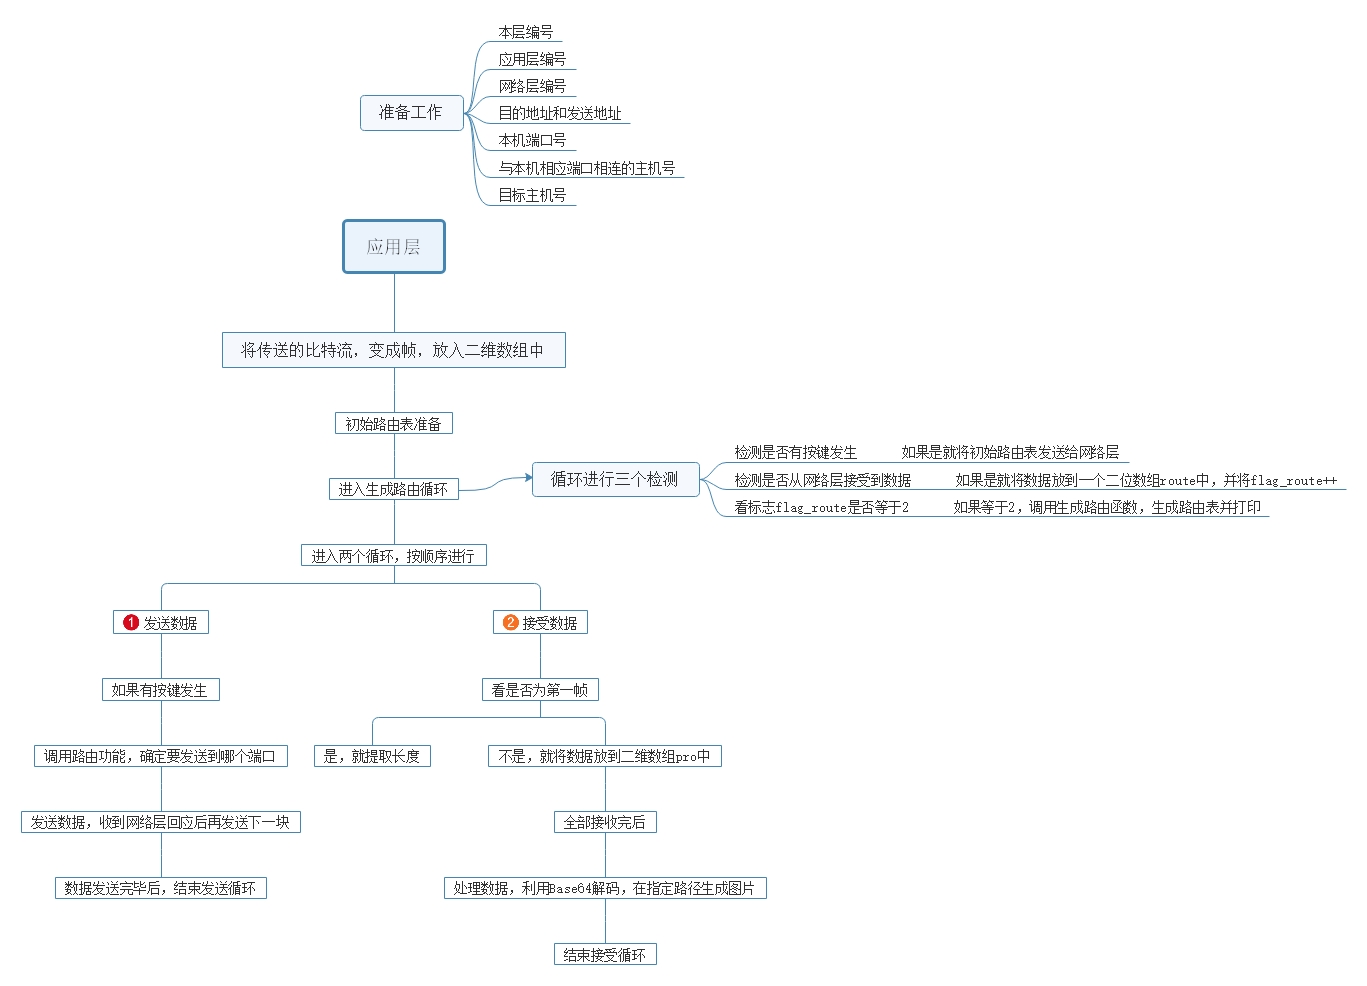 本层编号
应用层编号
网络层编号
准备工作
目的地址和发送地址
本机端口号
与本机相应端口相连的主机号
目标主机号
应用层
将传送的比特流，变成帧，放入二维数组中
初始路由表准备
进入生成路由循环
循环进行三个检测
检测是否有按键发生 如果是就将初始路由表发送给网络层
检测是否从网络层接受到数据 如果是就将数据放到一个二位数组route中，并将flag_route++
看标志flag_route是否等于2 如果等于2，调用生成路由函数，生成路由表并打印
进入两个循环，按顺序进行
1 发送数据
2 接受数据
如果有按键发生
看是否为第一帧
调用路由功能，确定要发送到哪个端口
是，就提取长度
不是，就将数据放到二维数组pro中
发送数据，收到网络层回应后再发送下一块
全部接收完后
数据发送完毕后，结束发送循环
处理数据，利用Base64解码，在指定路径生成图片
结束接受循环